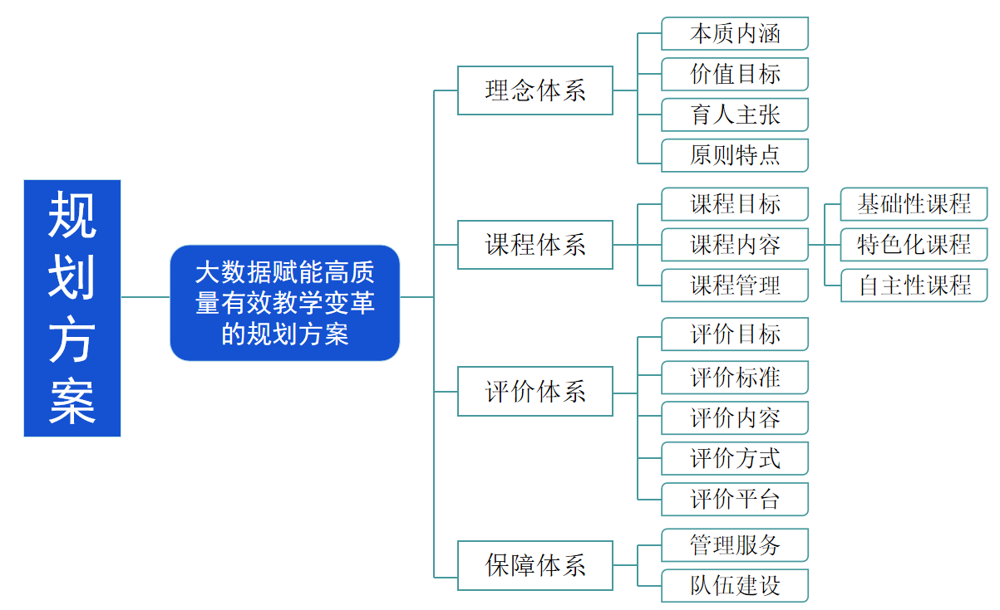 规
划
方
案
大数据赋能高质
量有效教学变革
的规划方案
理念体系
本质内涵
价值目标
育人主张
原则特点
课程体系
课程目标
课程内容
课程管理
基础性课程
特色化课程
自主性课程
评价体系
评价目标
评价标准
评价内容
评价方式
评价平台
保障体系
管理服务
队伍建设